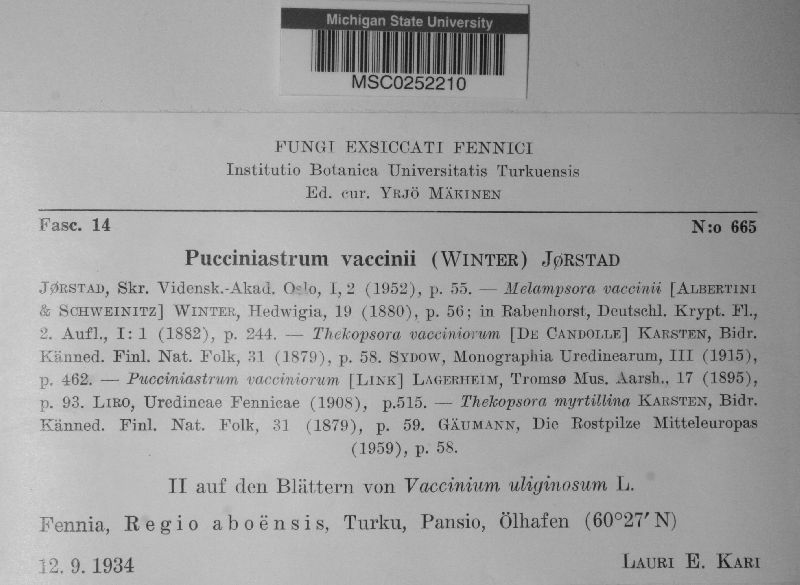 Michigan State University
MSC0252210
FUNGI EXSICCATI FENNICI
Institutio Botanica Universitatis Turkuensis
Ed. cur. YRJÖ MÄKINEN
Fasc. 14 N:o 665
Pucciniastrum vaccinii (WINTER) JØRSTAD
JØRSTAD, Skr. Vidensk.-Akad. Oslo, I, 2 (1952), p. 55. — Melampsora vaccinii [ALBERTINI
& SCHWEINITZ] WINTER, Hedwigia, 19 (1880), p. 56; in Rabenhorst, Deutschl. Krypt. Fl.,
2. Aufl., I: 1 (1882), p. 244. — Thekopsora vacciniorum [DE CANDOLLE] KARSTEN, Bidr.
Känned. Finl. Nat. Folk, 31 (1879), p. 58. SYDOW, Monographia Uredinearum, III (1915),
p. 462. — Pucciniastrum vacciniorum [LINK] LAGERHEIM, Tromsø Mus. Aarsh., 17 (1895),
p. 93. LIRO, Uredineae Fennicae (1908), p.515. — Thekopsora myrtillina KARSTEN, Bidr.
Känned. Finl. Nat. Folk, 31 (1879), p. 59. GÄUMANN, Die Rostpilze Mitteleuropas
(1959), p. 58.
II auf den Blättern von Vaccinium uliginosum L.
Fennia, Regio aboënsis, Turku, Pansio, Ölhafen (60°27′ N)
12. 9. 1934 LAURI E. KARI